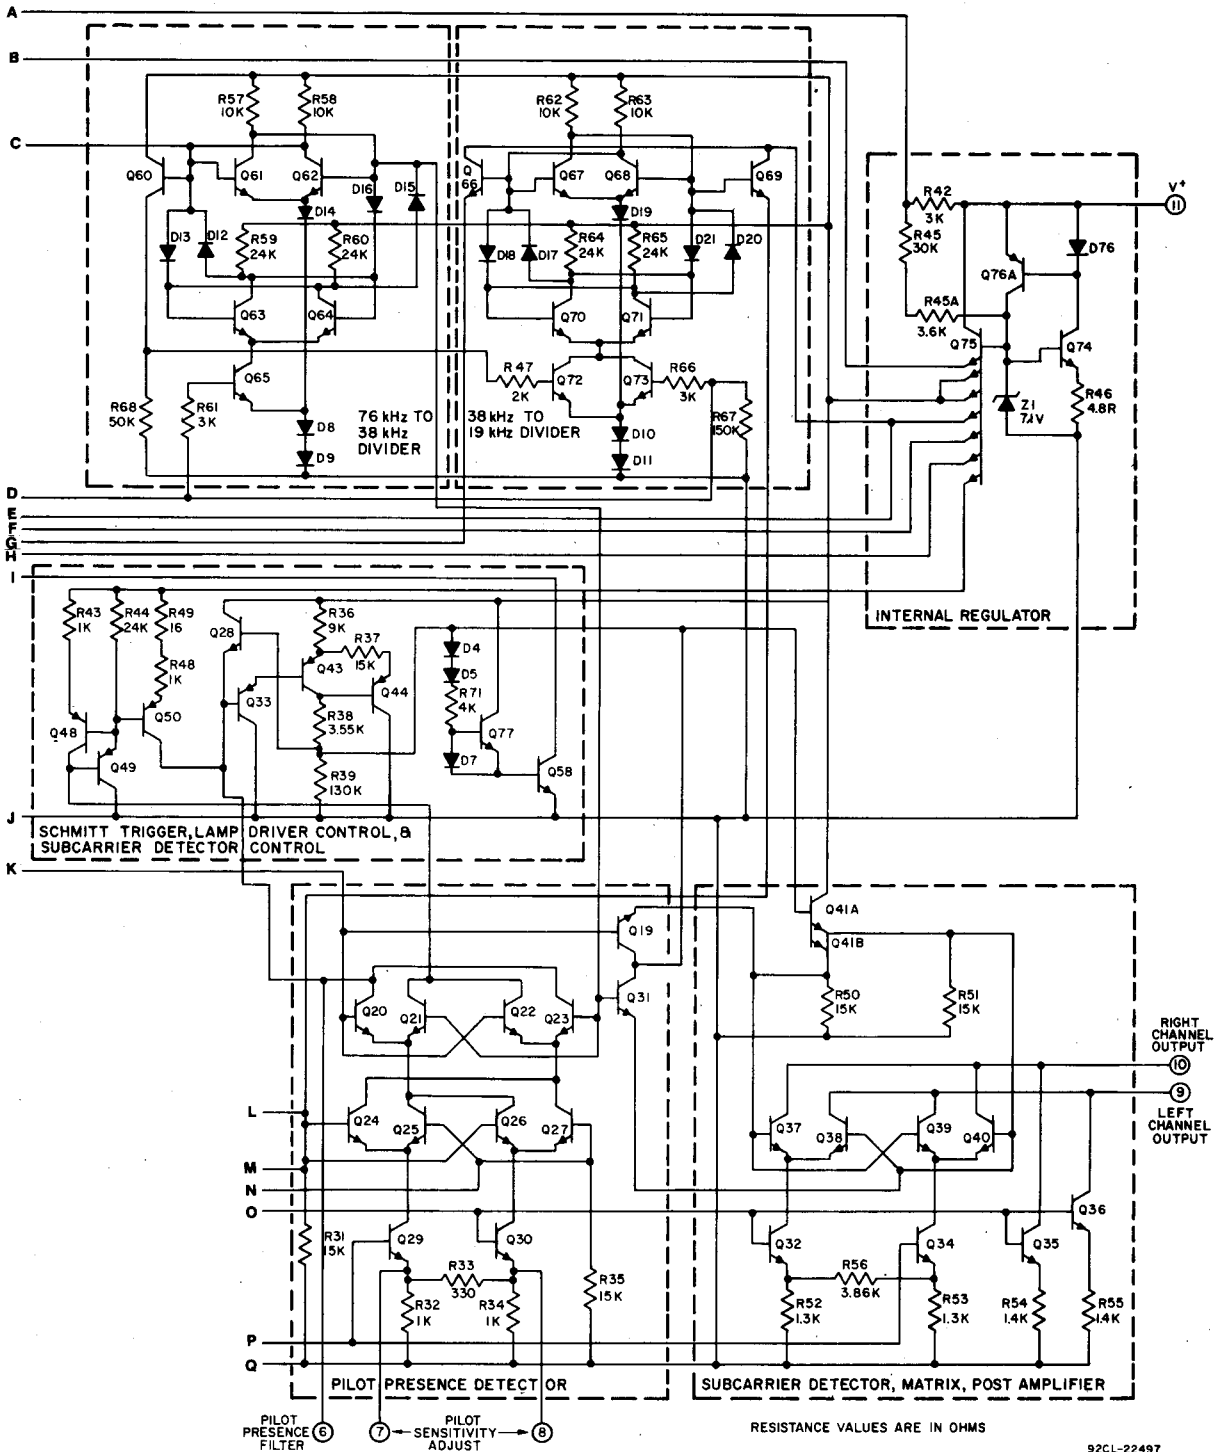 A
B
C
D
E
F
G
H
I
J
K
L
M
N
O
P
Q
R57
10K
R58
10K
Q60
Q61
Q62
D16
D15
D14
D13
D12
R59
24K
R60
24K
Q63
Q64
Q65
R68
50K
R61
3K
D8
D9
76 kHz TO
38 kHz
DIVIDER
R62
10K
R63
10K
Q
66
Q67
Q68
Q69
D19
D18
D17
R64
24K
R65
24K
D21
D20
Q70
Q71
R47
2K
Q72
Q73
R66
3K
R67
150K
D10
D11
38 kHz TO
19 kHz DIVIDER
R42
3K
R45
30K
V+
11
D76
Q76A
R45A
3.6K
Q75
Q74
Z1
7.1V
R46
4.8R
INTERNAL REGULATOR
R43
1K
R44
24K
R49
16
R48
1K
Q28
R36
9K
R37
15K
Q43
Q33
Q44
R38
3.55K
Q48
Q50
Q49
R39
130K
D4
D5
R71
4K
Q77
D7
Q58
SCHMITT TRIGGER, LAMP DRIVER CONTROL, &
SUBCARRIER DETECTOR CONTROL
Q19
Q31
Q20
Q21
Q22
Q23
Q24
Q25
Q26
Q27
R31
15K
Q29
Q30
R33
330
R32
1K
R34
1K
R35
15K
PILOT PRESENCE DETECTOR
Q41A
Q41B
R50
15K
R51
15K
RIGHT
CHANNEL
OUTPUT
10
9
LEFT
CHANNEL
OUTPUT
Q37
Q38
Q39
Q40
Q36
Q32
Q34
Q35
R56
3.86K
R52
1.3K
R53
1.3K
R54
1.4K
R55
1.4K
SUBCARRIER DETECTOR, MATRIX, POST AMPLIFIER
PILOT
PRESENCE
FILTER
6
7
PILOT
SENSITIVITY
ADJUST
8
RESISTANCE VALUES ARE IN OHMS
92CL-22497